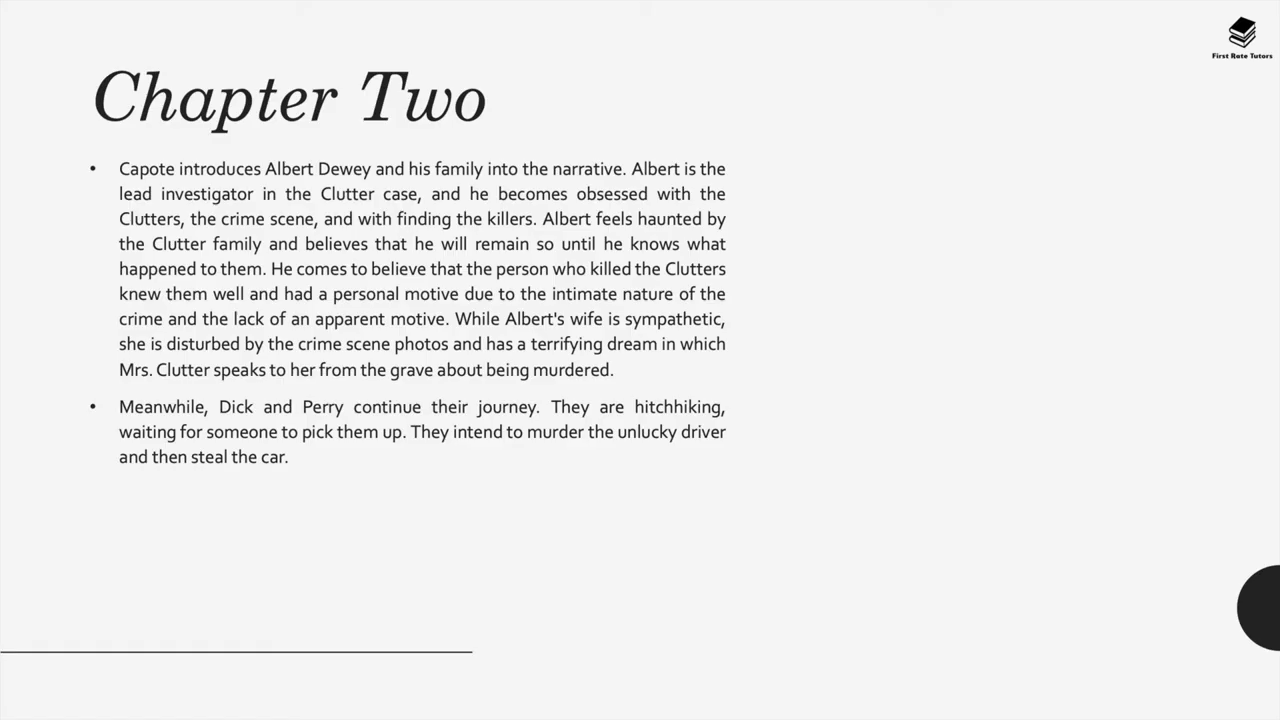 First Rate Tutors
Chapter Two
• Capote introduces Albert Dewey and his family into the narrative. Albert is the
lead investigator in the Clutter case, and he becomes obsessed with the
Clutters, the crime scene, and with finding the killers. Albert feels haunted by
the Clutter family and believes that he will remain so until he knows what
happened to them. He comes to believe that the person who killed the Clutters
knew them well and had a personal motive due to the intimate nature of the
crime and the lack of an apparent motive. While Albert's wife is sympathetic,
she is disturbed by the crime scene photos and has a terrifying dream in which
Mrs. Clutter speaks to her from the grave about being murdered.
• Meanwhile, Dick and Perry continue their journey. They are hitchhiking,
waiting for someone to pick them up. They intend to murder the unlucky driver
and then steal the car.